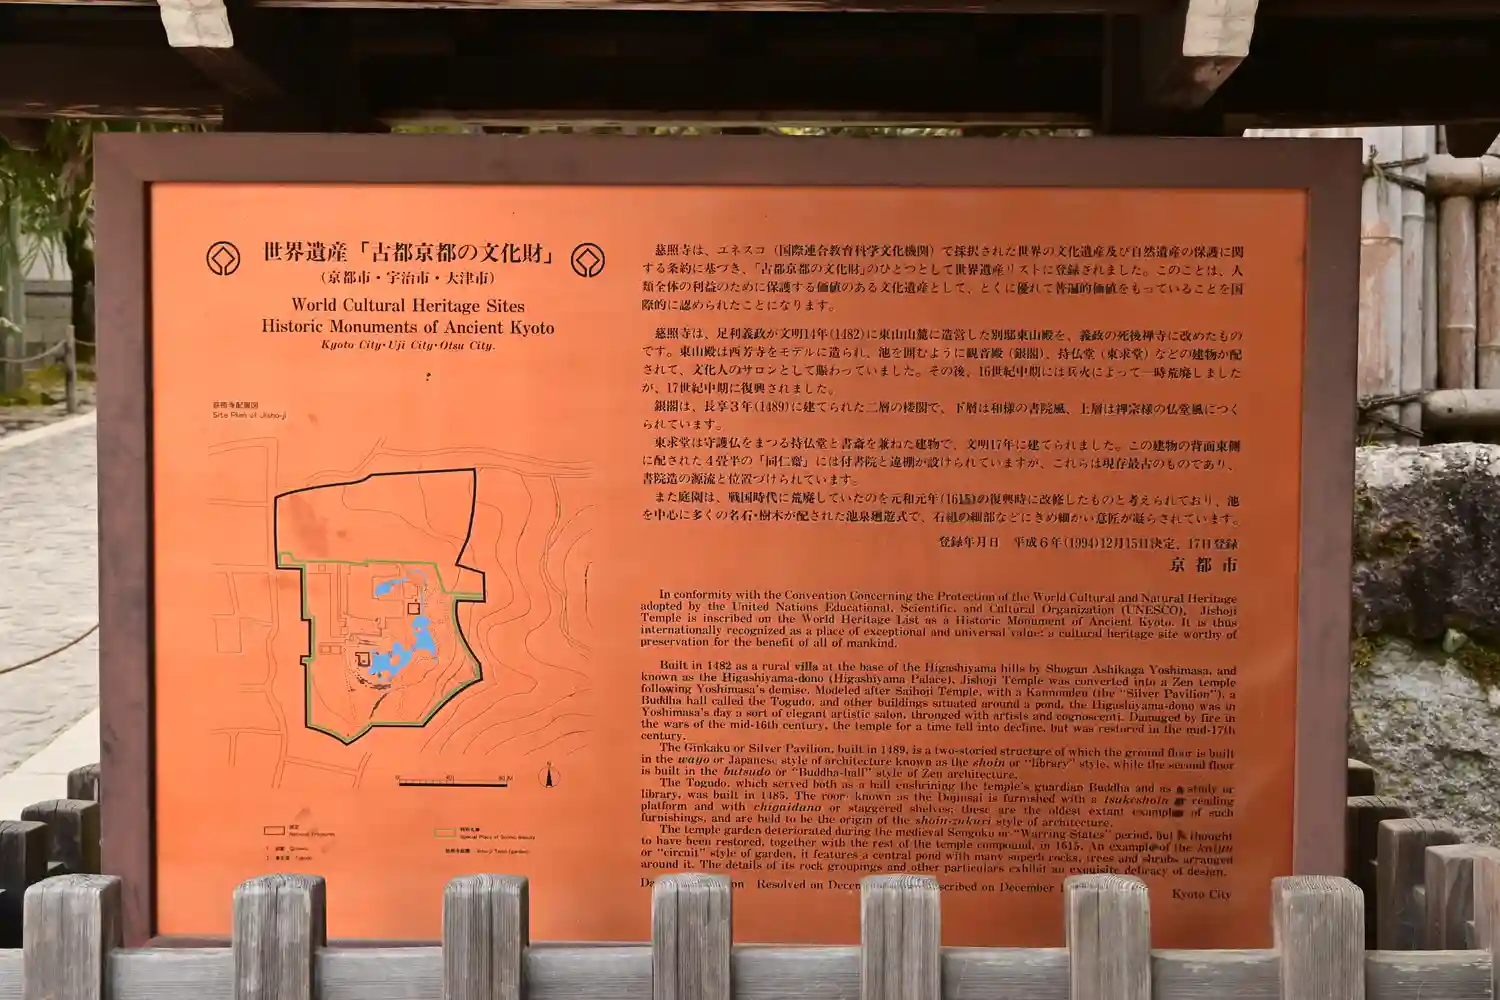 世界遺産「古都京都の文化財」
（京都市・宇治市・大津市）
World Cultural Heritage Sites
Historic Monuments of Ancient Kyoto
Kyoto City・Uji City・Otsu City.
慈照寺配置図
Site Plan of Jisho-ji
慈照寺は、ユネスコ（国際連合教育科学文化機関）で採択された世界の文化遺産及び自然遺産の保護に関
する条約に基づき、「古都京都の文化財」のひとつとして世界遺産リストに登録されました。このことは、人
類全体の利益のために保護する価値のある文化遺産として、とくに優れて普遍的価値をもっていることを国
際的に認められたことになります。
慈照寺は、足利義政が文明14年(1482)に東山山麓に造営した別邸東山殿を、義政の死後禅寺に改めたもの
です。東山殿は西芳寺をモデルに造られ、池を囲むように観音殿（銀閣）、持仏堂（東求堂）などの建物が配
されて、文化人のサロンとして賑わっていました。その後、16世紀中期には兵火によって一時荒廃しました
が、17世紀中期に復興されました。
銀閣は、長享３年(1489)に建てられた二層の楼閣で、下層は和様の書院風、上層は禅宗様の仏堂風につく
られています。
東求堂は守護仏をまつる持仏堂と書斎を兼ねた建物で、文明17年に建てられました。この建物の背面東側
に配された４畳半の「同仁齋」には付書院と違棚が設けられていますが、これらは現存最古のものであり、
書院造の源流と位置づけられています。
また庭園は、戦国時代に荒廃していたのを元和元年(1615)の復興時に改修したものと考えられており、池
を中心に多くの名石・樹木が配された池泉廻遊式で、石組の細部などにきめ細かい意匠が凝らされています。
登録年月日　平成６年(1994)12月15日決定、17日登録
京都市
In conformity with the Convention Concerning the Protection of the World Cultural and Natural Heritage
adopted by the United Nations Educational, Scientific, and Cultural Organization (UNESCO), Jishoji
Temple is inscribed on the World Heritage List as a Historic Monument of Ancient Kyoto. It is thus
internationally recognized as a place of exceptional and universal value: a cultural heritage site worthy of
preservation for the benefit of all of mankind.
Built in 1482 as a rural villa at the base of the Higashiyama hills by Shogun Ashikaga Yoshimasa, and
known as the Higashiyama-dono (Higashiyama Palace), Jishoji Temple was converted into a Zen temple
following Yoshimasa's demise. Modeled after Saihoji Temple, with a Kannonden (the "Silver Pavilion"), a
Buddha hall called the Togudo, and other buildings situated around a pond, the Higashiyama-dono was in
Yoshimasa's day a sort of elegant artistic salon, thronged with artists and cognoscenti. Damaged by fire in
the wars of the mid-16th century, the temple for a time fell into decline, but was restored in the mid-17th
century.
The Ginkaku or Silver Pavilion, built in 1489, is a two-storied structure of which the ground floor is built
in the wayo or Japanese style of architecture known as the shoin or "library" style, while the second floor
is built in the butsudo or "Buddha-hall" style of Zen architecture.
The Togudo, which served both as a hall enshrining the temple's guardian Buddha and as a study or
library, was built in 1485. The room known as the Dojinsai is furnished with a tsukeshoin or reading
platform and with chigaidana or staggered shelves; these are the oldest extant examples of such
furnishings, and are held to be the origin of the shoin-zukuri style of architecture.
The temple garden deteriorated during the medieval Sengoku or "Warring States" period, but is thought
to have been restored, together with the rest of the temple compound, in 1615. An example of the kaiyu
or "circuit" style of garden, it features a central pond with many superb rocks, trees and shrubs arranged
around it. The details of its rock groupings and other particulars exhibit an exquisite delicacy of design.
Resolved on December
Kyoto City
N